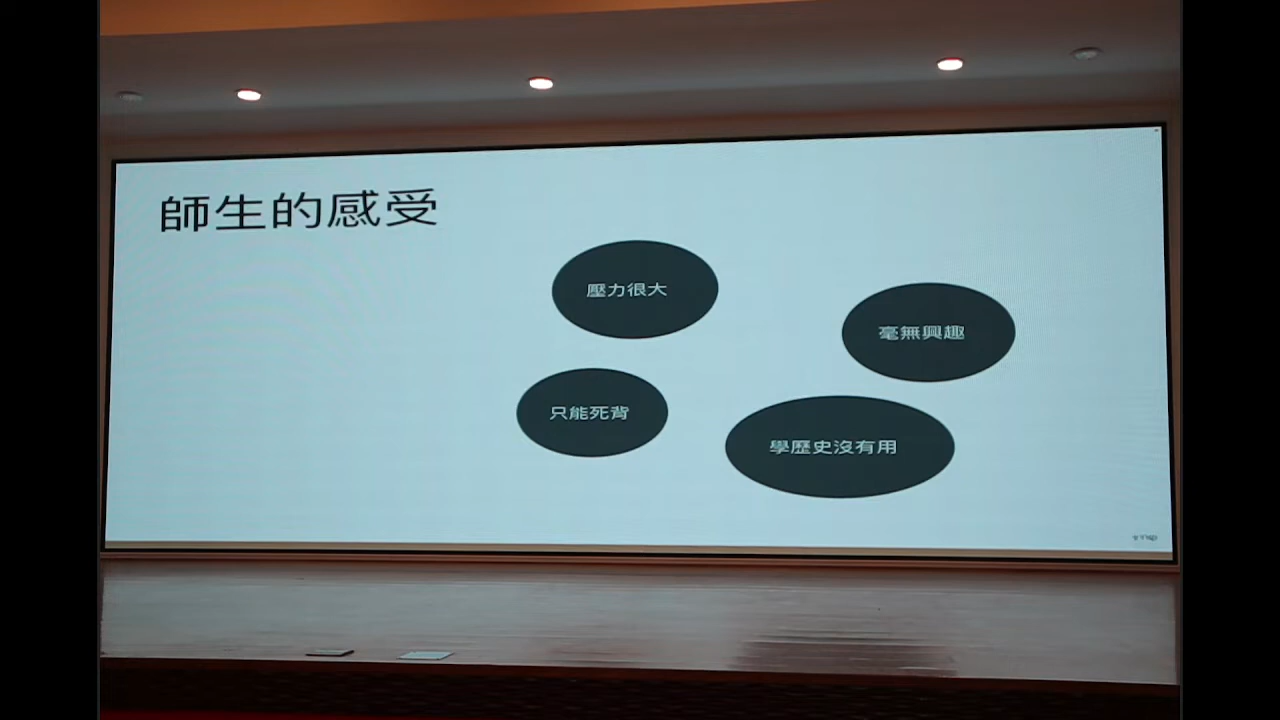 師生的感受
壓力很大
毫無興趣
只能死背
學歷史沒有用